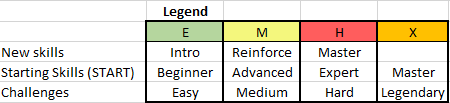 Legend
E M H X
New skills Intro Reinforce Master
Starting Skills (START) Beginner Advanced Expert Master
Challenges Easy Medium Hard Legendary